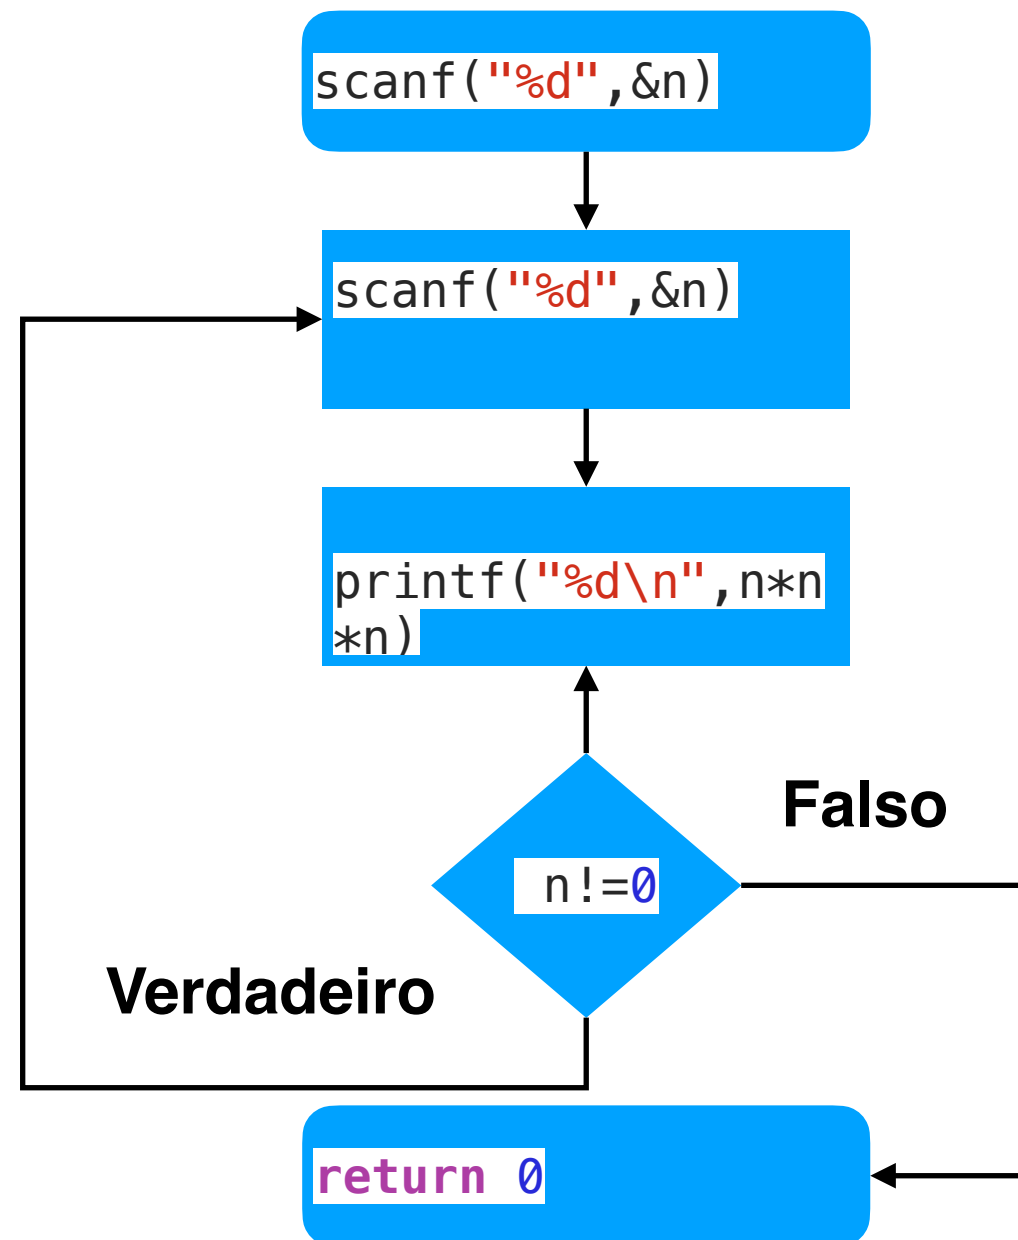 scanf("%d",&n)
scanf("%d",&n)
printf("%d\n",n*n
*n)
Falso
n!=0
Verdadeiro
return 0